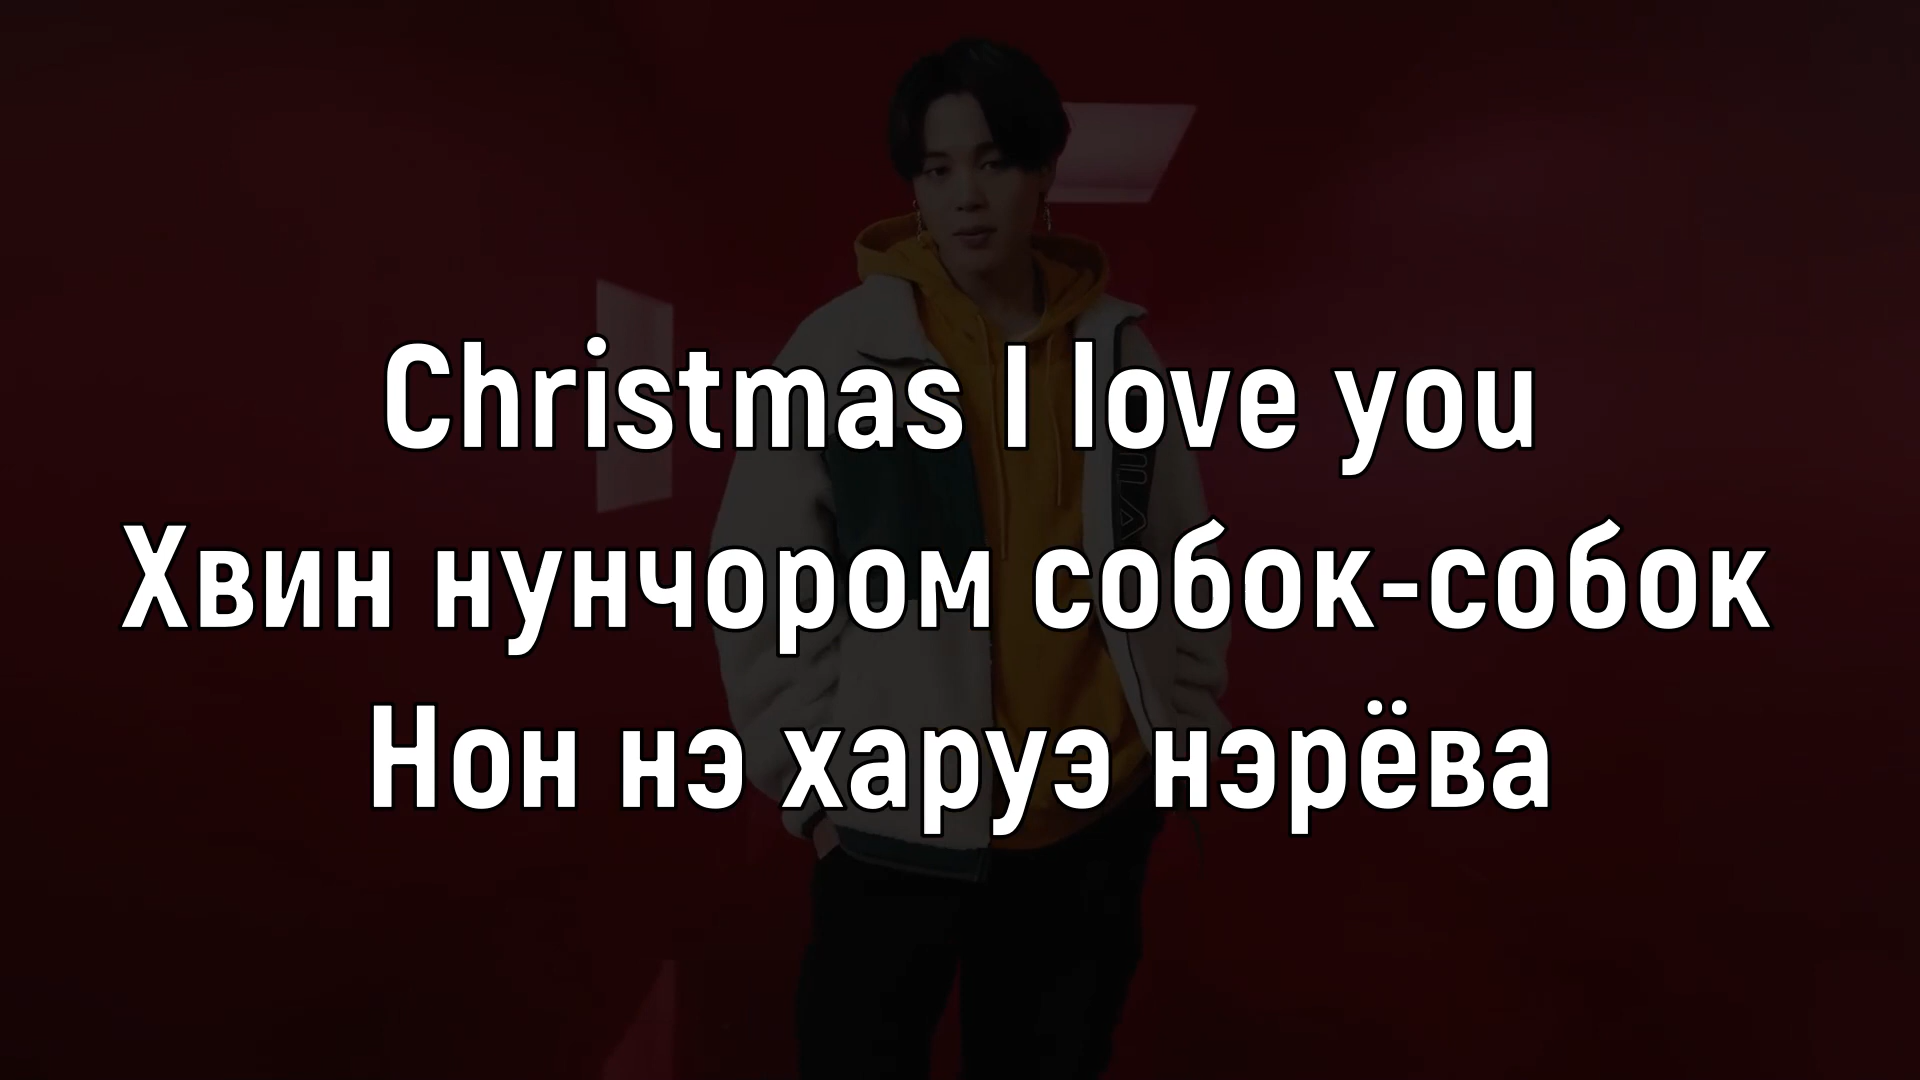 Christmas I love you
Хвин нунчором собок-собок
Нон нэ харуэ нэрёва